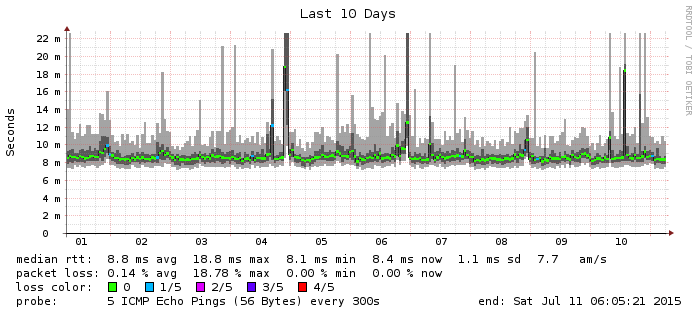 Last 10 Days
RRDTOOL / TOBI OETIKER
Seconds
22 m
20 m
18 m
16 m
14 m
12 m
10 m
8 m
6 m
4 m
2 m
0
01 02 03 04 05 06 07 08 09 10
median rtt: 8.8 ms avg 18.8 ms max 8.1 ms min 8.4 ms now 1.1 ms sd 7.7 am/s
packet loss: 0.14 % avg 18.78 % max 0.00 % min 0.00 % now
loss color: 0 1/5 2/5 3/5 4/5
probe: 5 ICMP Echo Pings (56 Bytes) every 300s end: Sat Jul 11 06:05:21 2015